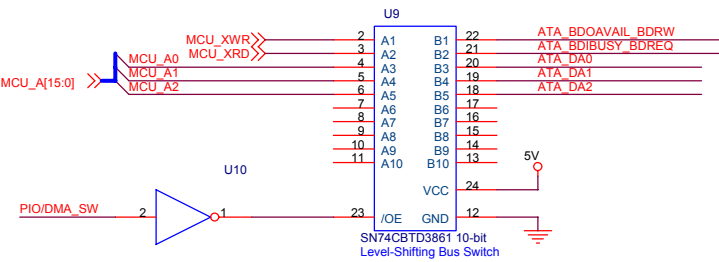 U9
MCU_XWR 2 A1 B1 22 ATA_BDOAVAIL_BDRW
MCU_XRD 3 A2 B2 21 ATA_BDIBUSY_BDREQ
MCU_A0 4 A3 B3 20 ATA_DA0
MCU_A[15:0] MCU_A1 5 A4 B4 19 ATA_DA1
MCU_A2 6 A5 B5 18 ATA_DA2
7 A6 B6 17
8 A7 B7 16
9 A8 B8 15
10 A9 B9 14
11 A10 B10 13
5V
U10
VCC 24
PIO/DMA_SW 2 1 23 /OE GND 12
SN74CBTD3861 10-bit
Level-Shifting Bus Switch